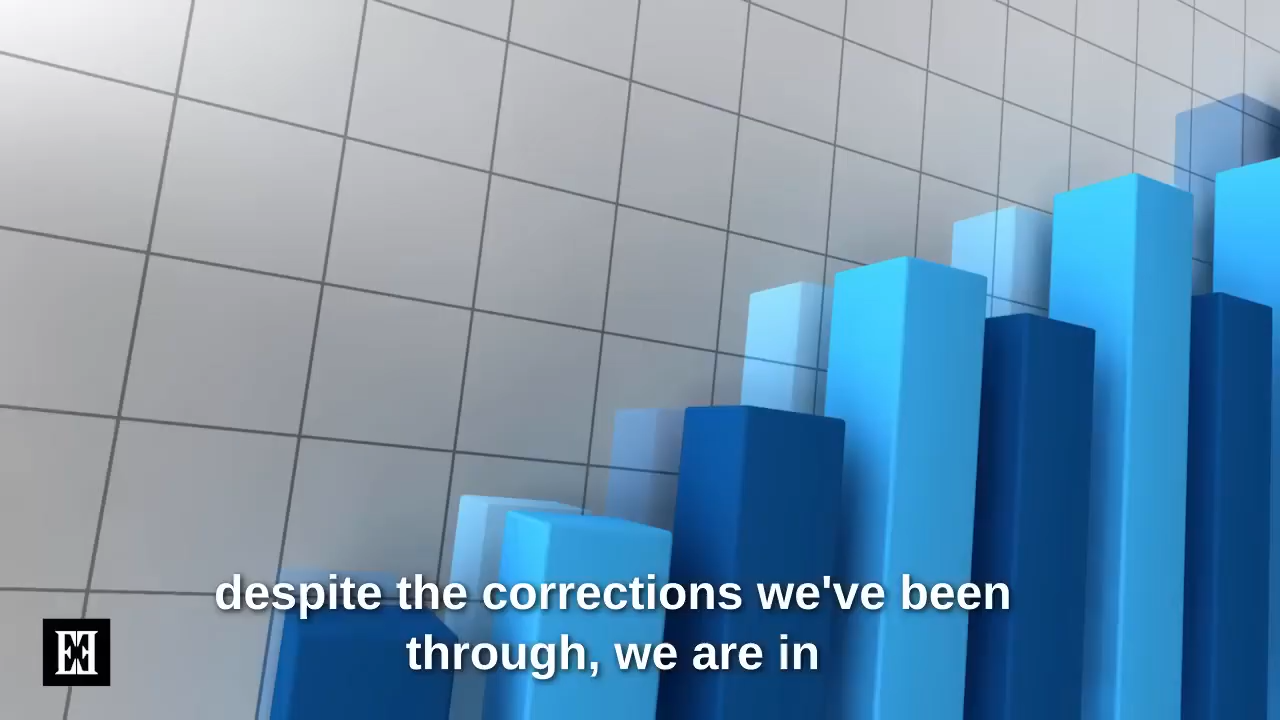 despite the corrections we've been
through, we are in